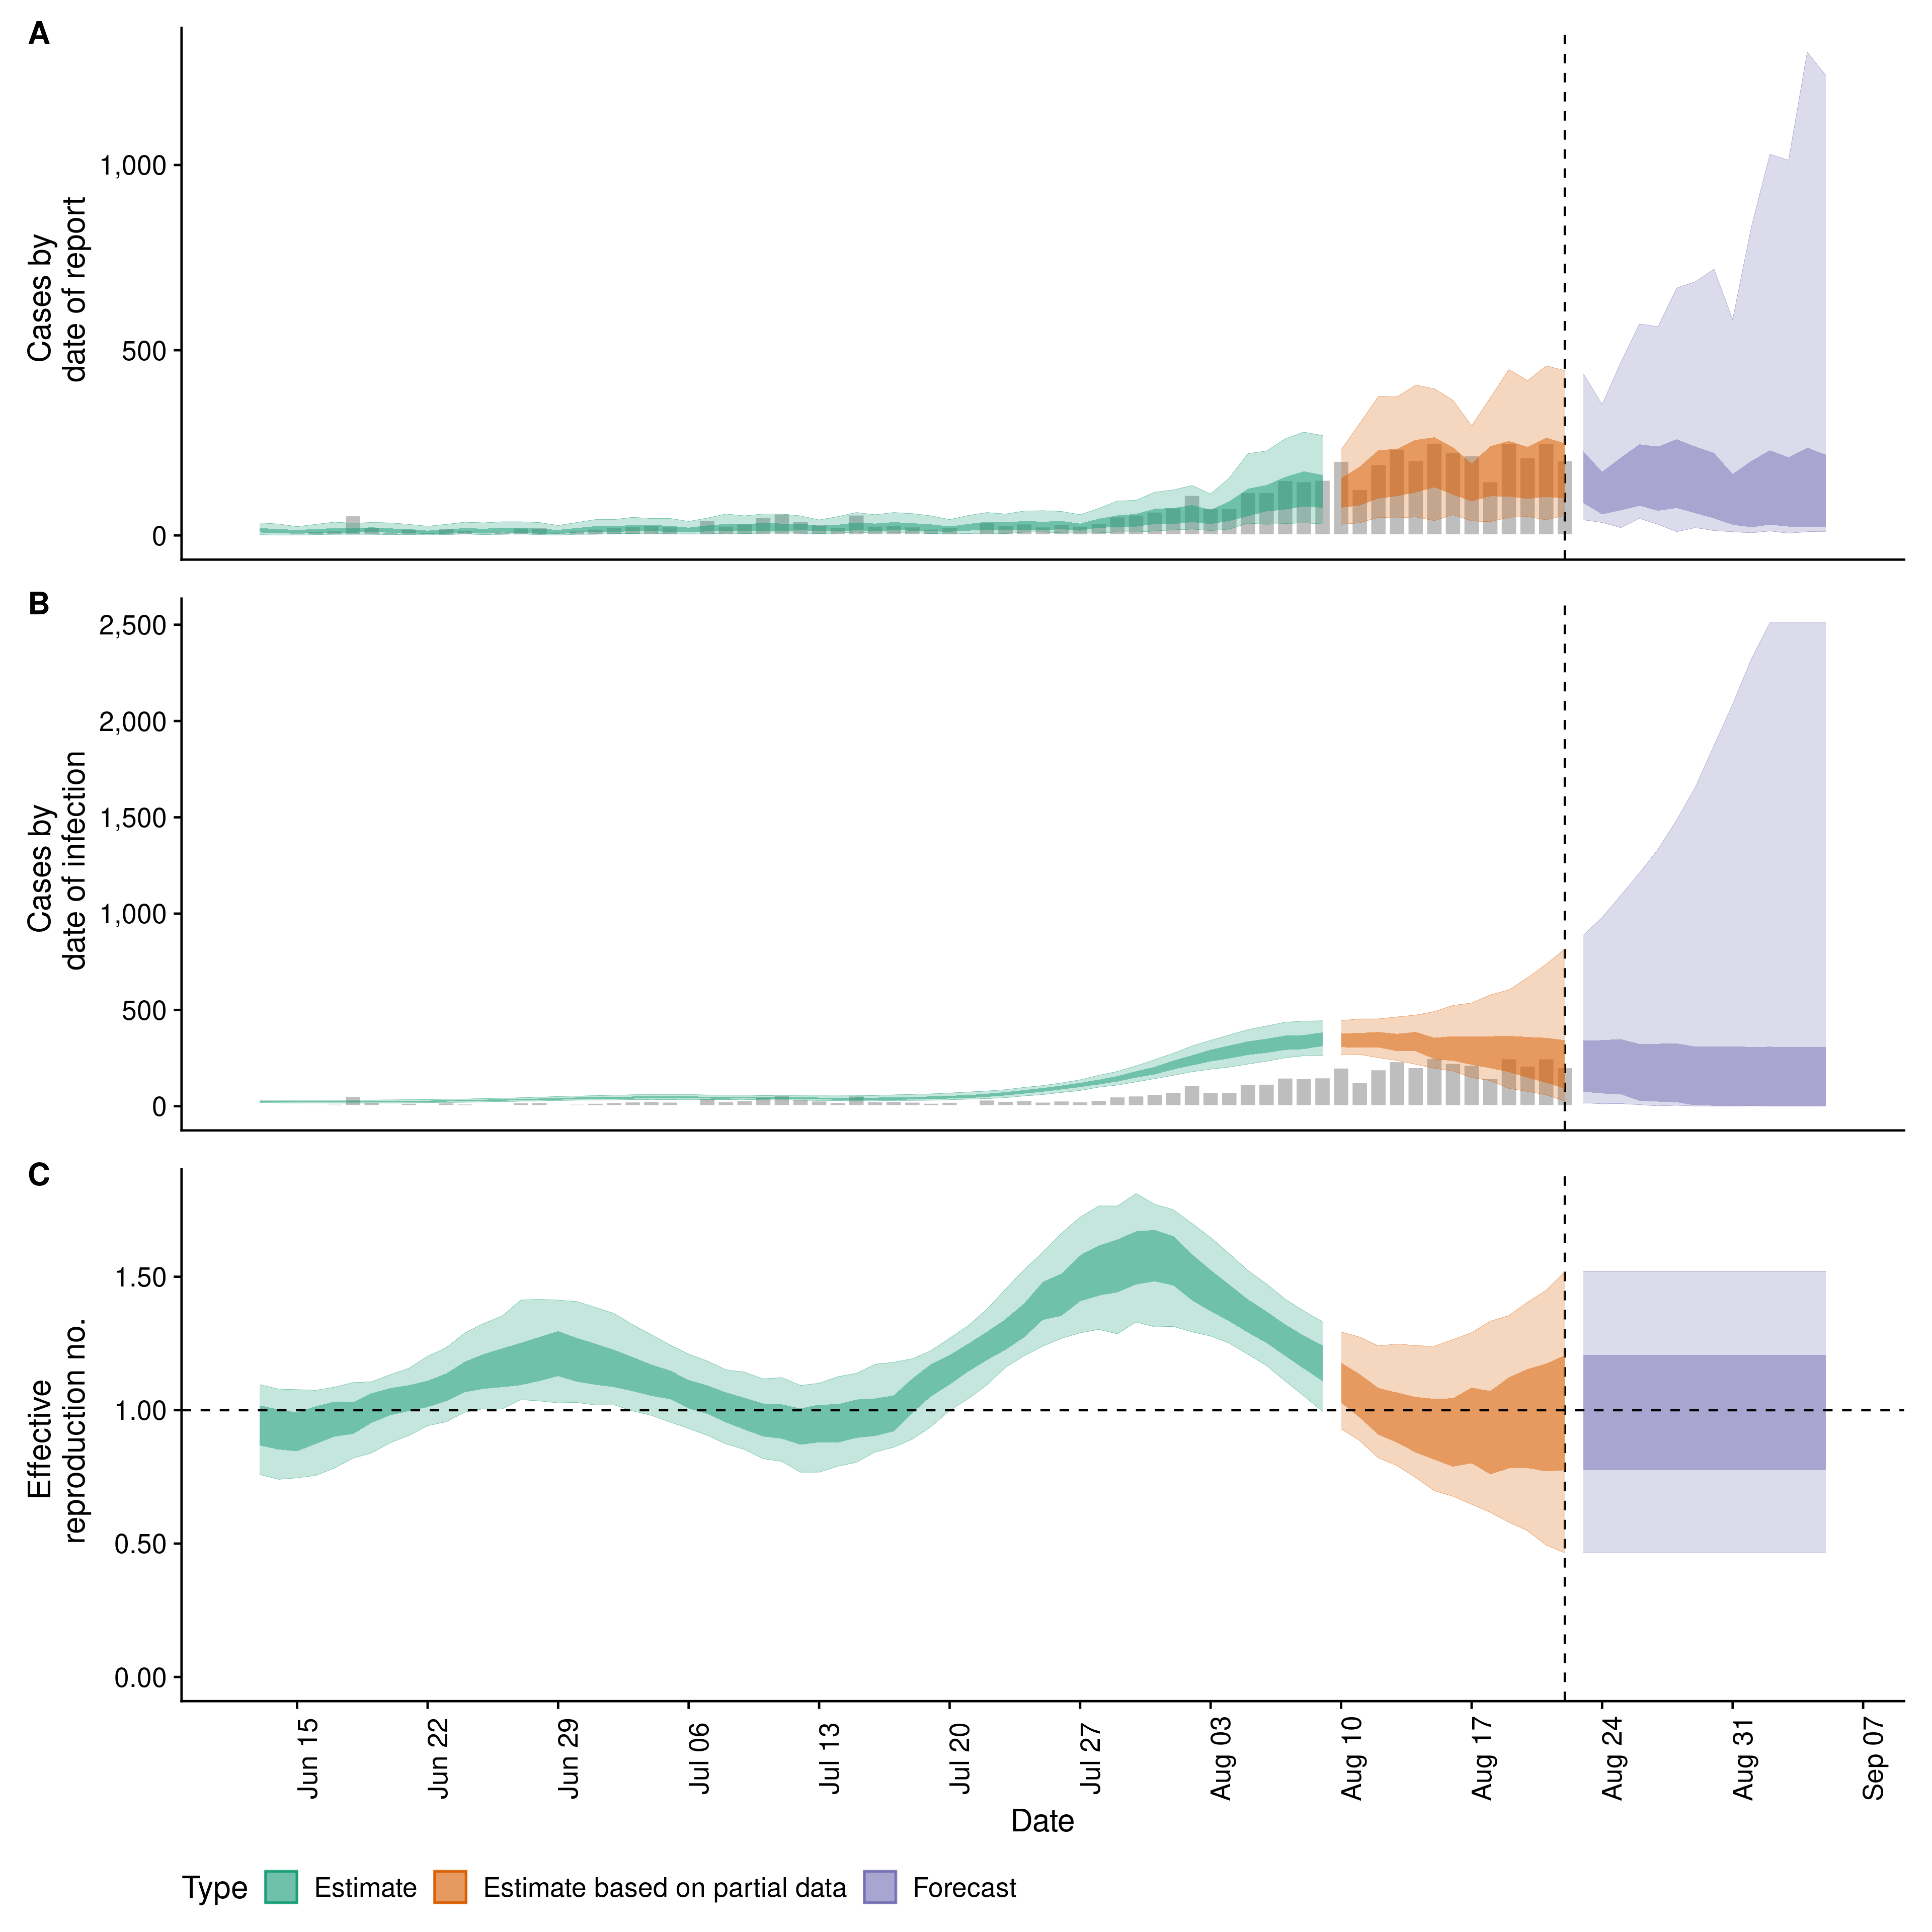 A
Cases by
date of report
1,000
500
0
B
Cases by
date of infection
2,500
2,000
1,500
1,000
500
0
C
Effective
reproduction no.
1.50
1.00
0.50
0.00
Jun 15
Jun 22
Jun 29
Jul 06
Jul 13
Jul 20
Jul 27
Aug 03
Aug 10
Aug 17
Aug 24
Aug 31
Sep 07
Date
Type Estimate Estimate based on partial data Forecast